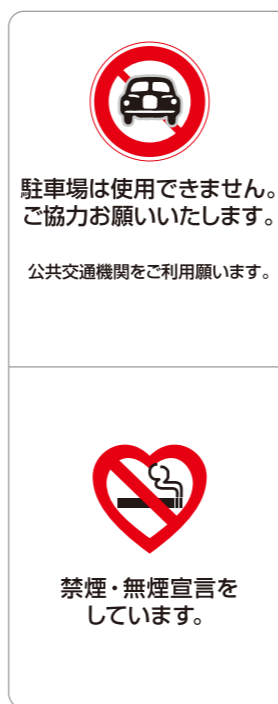 駐車場は使用できません。
ご協力お願いいたします。
公共交通機関をご利用願います。
禁煙・無煙宣言を
しています。